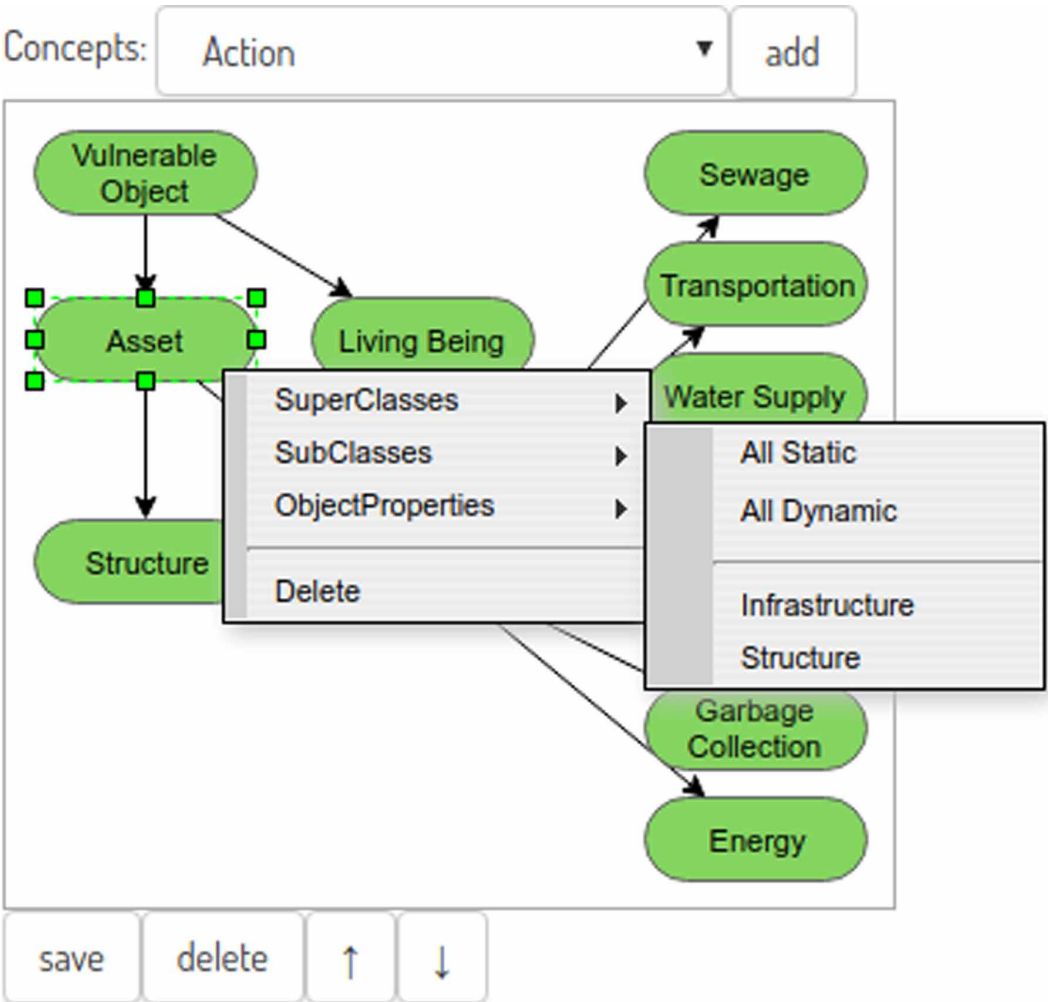 Concepts: Action ▼ add
Vulnerable
Object
Sewage
Transportation
Asset
Living Being
Water Supply
SuperClasses
SubClasses
ObjectProperties
Delete
All Static
All Dynamic
Infrastructure
Structure
Structure
Garbage
Collection
Energy
save delete ↑ ↓